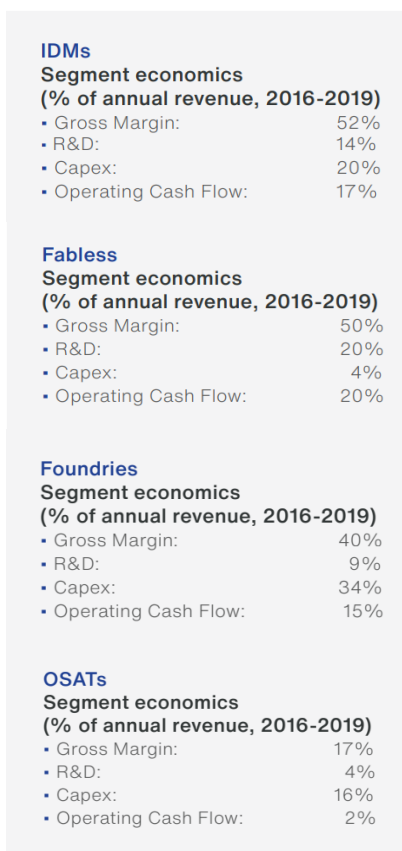 IDMs
Segment economics
(% of annual revenue, 2016-2019)
▪ Gross Margin: 52%
▪ R&D: 14%
▪ Capex: 20%
▪ Operating Cash Flow: 17%
Fabless
Segment economics
(% of annual revenue, 2016-2019)
▪ Gross Margin: 50%
▪ R&D: 20%
▪ Capex: 4%
▪ Operating Cash Flow: 20%
Foundries
Segment economics
(% of annual revenue, 2016-2019)
▪ Gross Margin: 40%
▪ R&D: 9%
▪ Capex: 34%
▪ Operating Cash Flow: 15%
OSATs
Segment economics
(% of annual revenue, 2016-2019)
▪ Gross Margin: 17%
▪ R&D: 4%
▪ Capex: 16%
▪ Operating Cash Flow: 2%